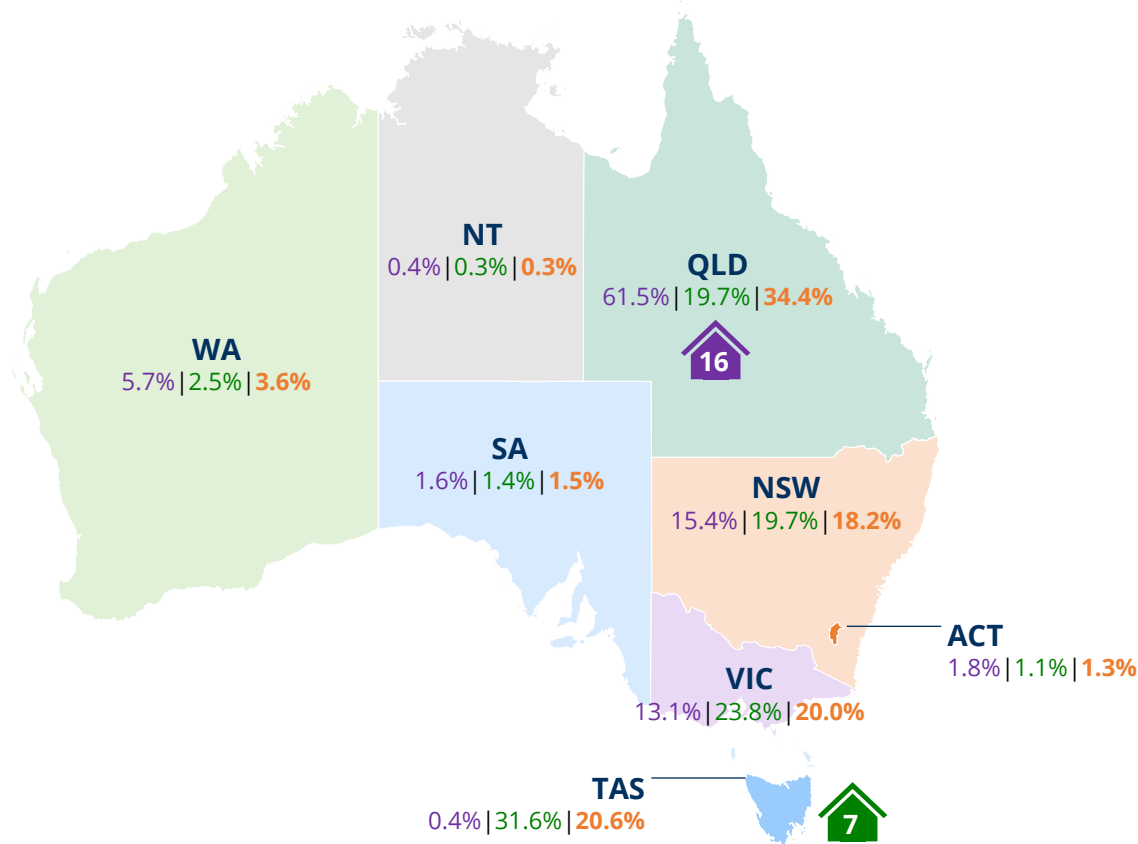 NT
0.4%|0.3%|0.3%
QLD
61.5%|19.7%|34.4%
16
WA
5.7%|2.5%|3.6%
SA
1.6%|1.4%|1.5%
NSW
15.4%|19.7%|18.2%
ACT
1.8%|1.1%|1.3%
VIC
13.1%|23.8%|20.0%
TAS
0.4%|31.6%|20.6%
7